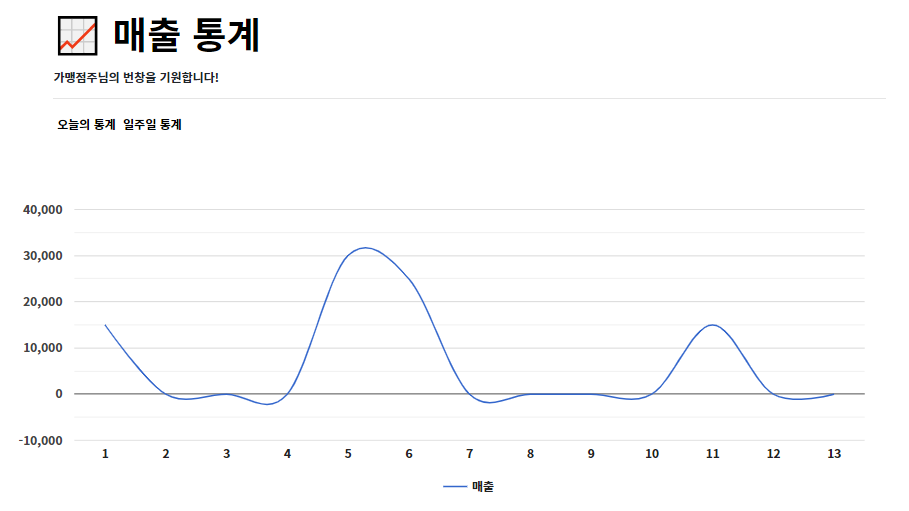 매출 통계
가맹점주님의 번창을 기원합니다!
오늘의 통계 일주일 통계
40,000
30,000
20,000
10,000
0
-10,000
1 2 3 4 5 6 7 8 9 10 11 12 13
매출